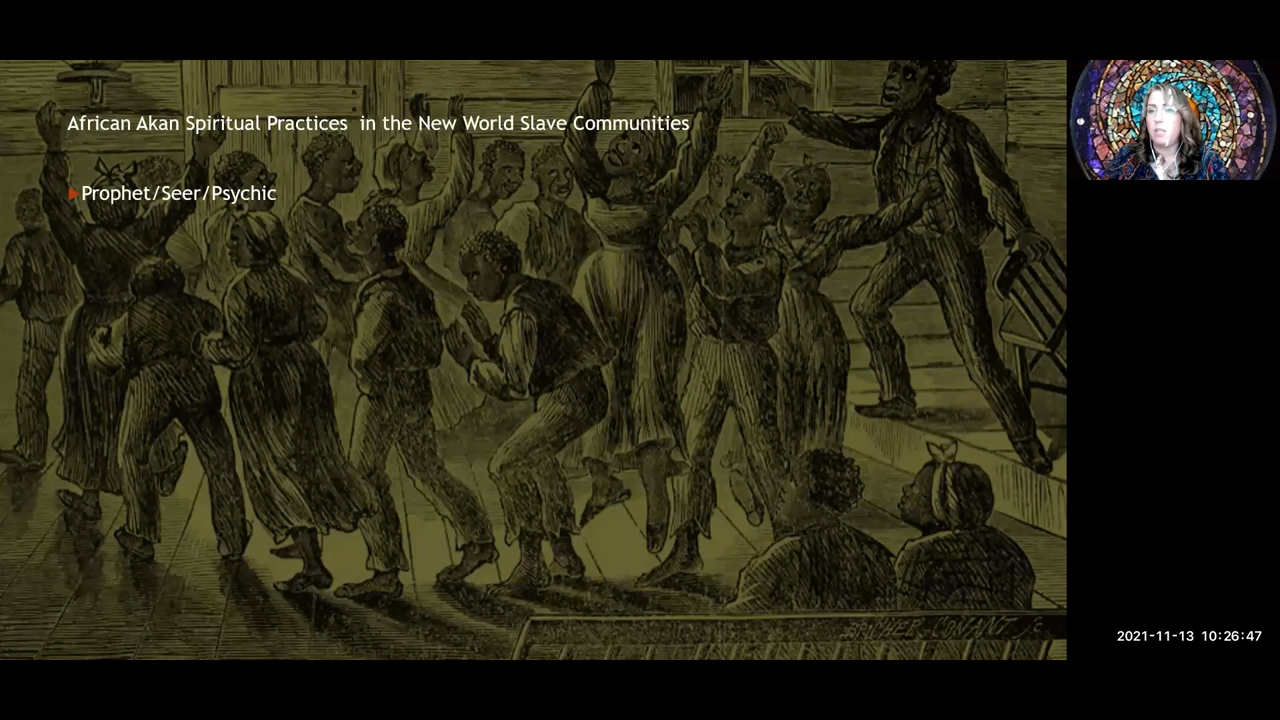 African Akan Spiritual Practices  in the New World Slave Communities
Prophet/Seer/Psychic
2021-11-13 10:26:47